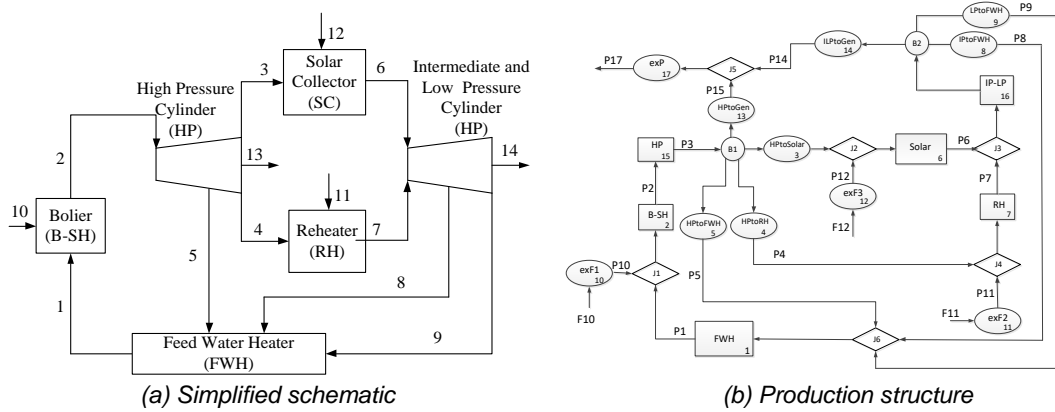 12
3
Solar
Collector
(SC)
6
Intermediate and
Low Pressure
Cylinder
(HP)
High Pressure
Cylinder
(HP)
2
13
14
10
Bolier
(B-SH)
11
4
Reheater
(RH)
7
5
8
1
9
Feed Water Heater
(FWH)
(a) Simplified schematic
LPtoFWH
9
P9
P8
ILPtoGen
14
B2
IPtoFWH
8
P17
exP
17
J5
P14
P15
HPtoGen
13
IP-LP
16
HP
15
P3
B1
HPtoSolar
3
J2
Solar
6
P6
J3
P2
P12
P7
exF3
12
B-SH
2
RH
7
HPtoFWH
5
HPtoRH
4
F12
P4
exF1
10
P10
J1
P5
J4
P11
F10
F11
exF2
11
P1
FWH
1
J6
(b) Production structure